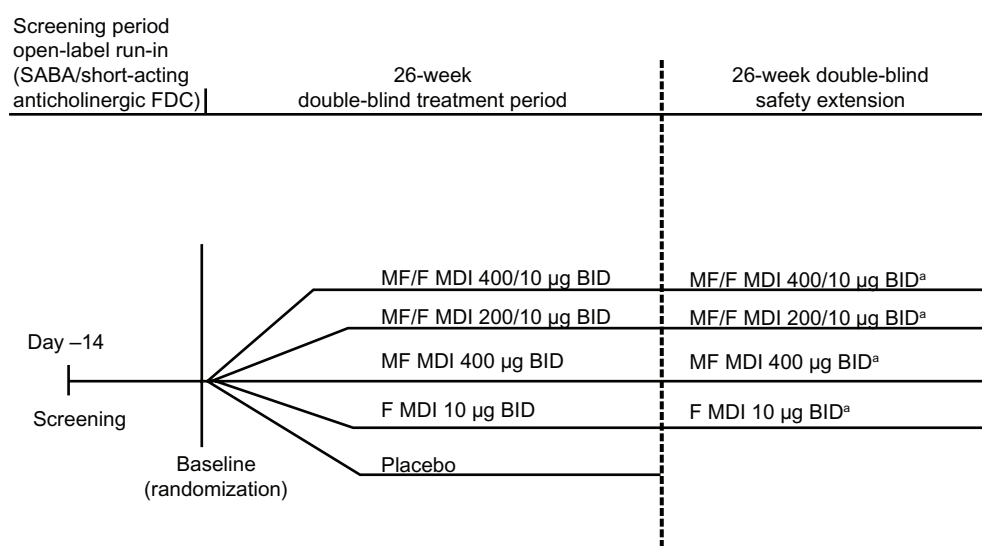 Screening period
open-label run-in
(SABA/short-acting
anticholinergic FDC)
26-week
double-blind treatment period
26-week double-blind
safety extension
MF/F MDI 400/10 µg BID
MF/F MDI 400/10 µg BIDᵃ
MF/F MDI 200/10 µg BID
MF/F MDI 200/10 µg BIDᵃ
Day –14
MF MDI 400 µg BID
MF MDI 400 µg BIDᵃ
Screening
F MDI 10 µg BID
F MDI 10 µg BIDᵃ
Placebo
Baseline
(randomization)